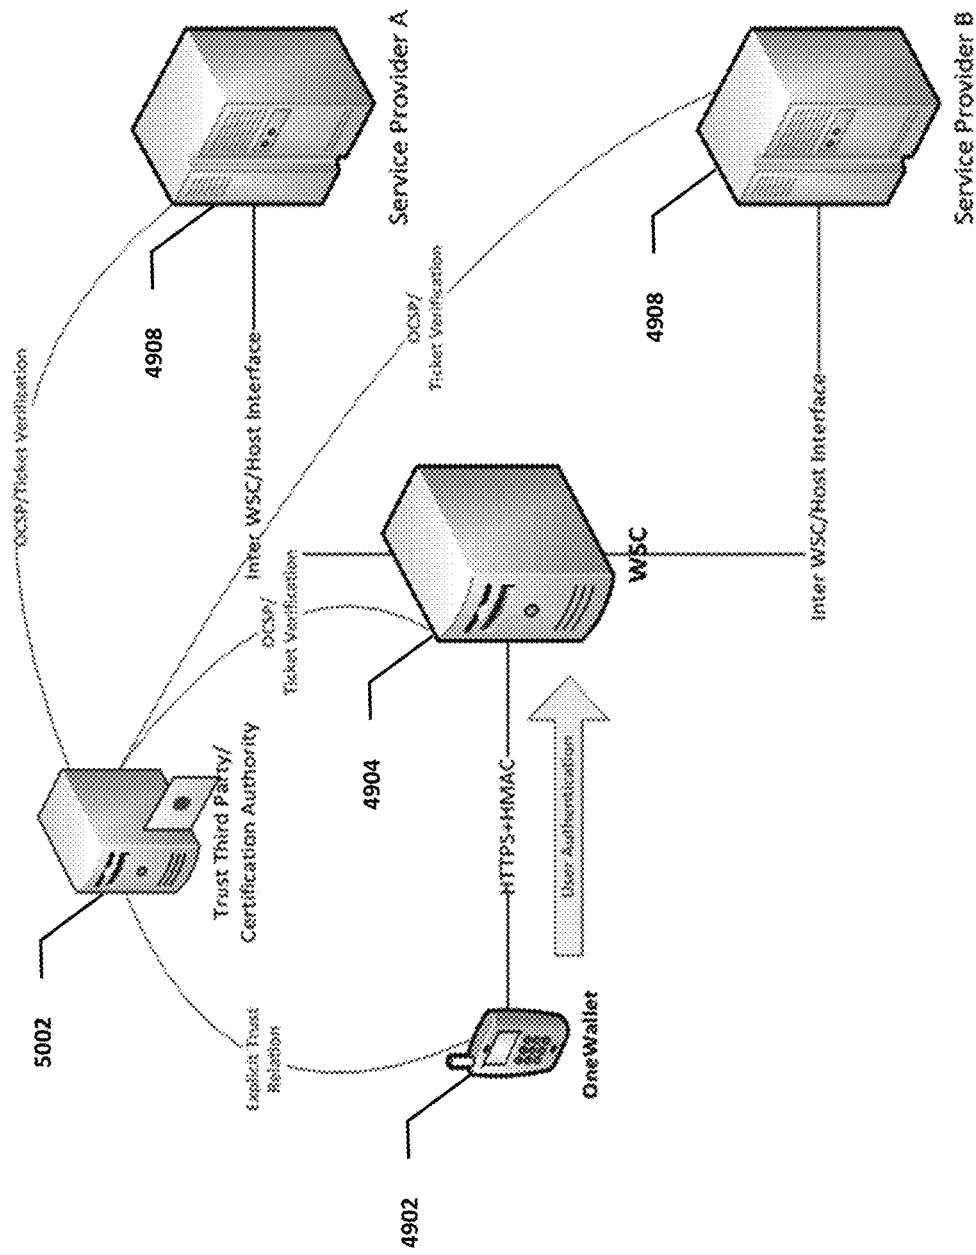 5002
Trust Third Party/
Certification Authority
OCSP/Ticket Verification
4908
Service Provider A
Inter WSC/Host Interface
Explicit Trust
Relation
OCSP/
Ticket Verification
OCSP/
Ticket Verification
4902
OneWallet
HTTPS+HMAC
User Authentication
4904
WSC
4908
Service Provider B
Inter WSC/Host Interface